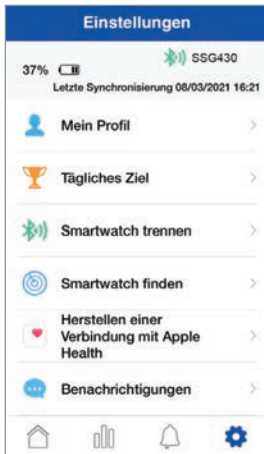 Einstellungen
SSG430
37%
Letzte Synchronisierung 08/03/2021 16:21
Mein Profil
Tägliches Ziel
Smartwatch trennen
Smartwatch finden
Herstellen einer
Verbindung mit Apple
Health
Benachrichtigungen